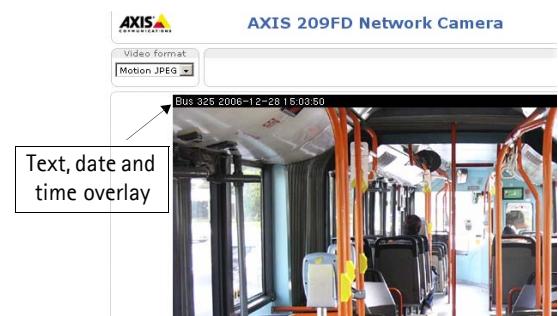 AXIS
COMMUNICATIONS
AXIS 209FD Network Camera
Video format
Motion JPEG
Bus 325 2006-12-28 15:03:50
Text, date and
time overlay